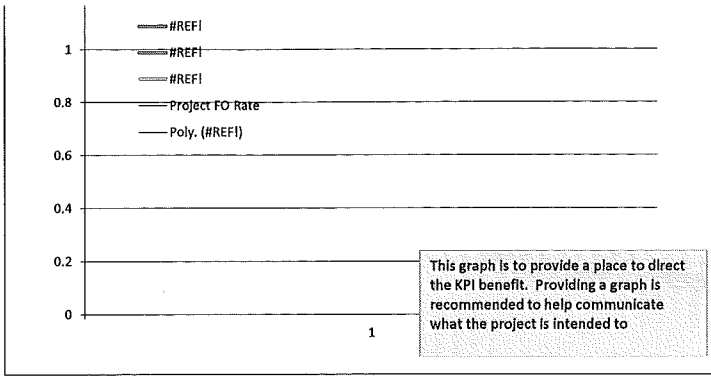 #REF!
#REF!
#REF!
Project FO Rate
Poly. (#REF!)
1
0.8
0.6
0.4
0.2
0
1
This graph is to provide a place to direct
the KPI benefit. Providing a graph is
recommended to help communicate
what the project is intended to